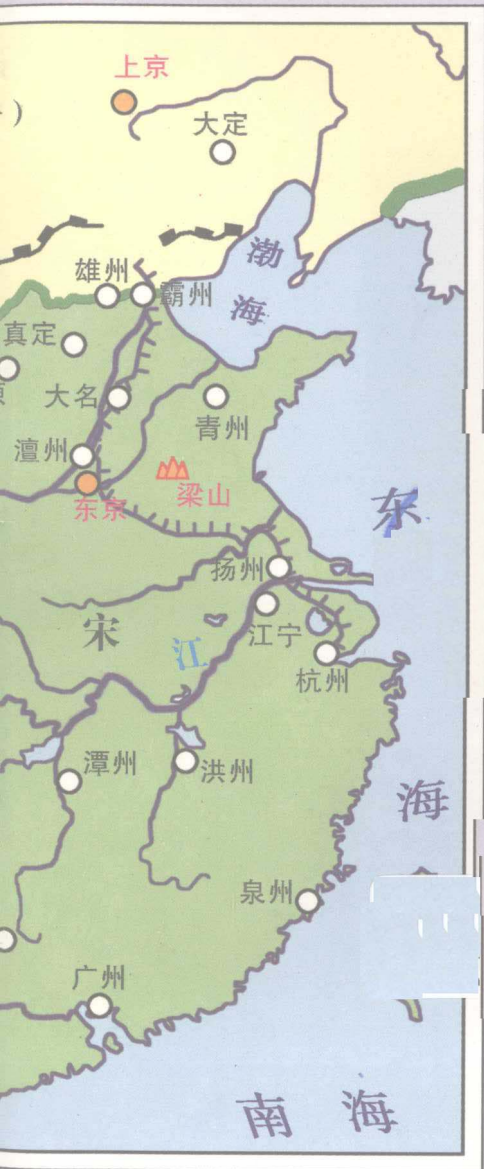 上京
)
大定
渤
海
雄州
霸州
真定
大名
青州
澶州
东京
梁山
东
扬州
宋
江
江宁
杭州
潭州
洪州
海
泉州
广州
南海